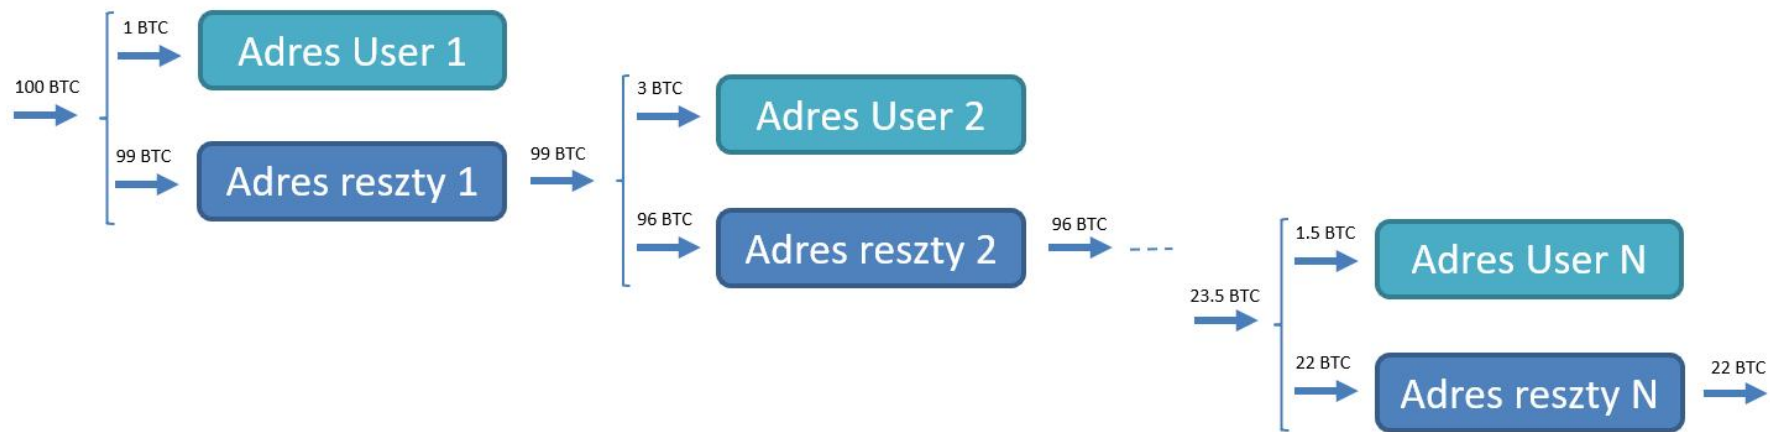 100 BTC
1 BTC
Adres User 1
99 BTC
Adres reszty 1
99 BTC
3 BTC
Adres User 2
96 BTC
Adres reszty 2
96 BTC
23.5 BTC
1.5 BTC
Adres User N
22 BTC
Adres reszty N
22 BTC